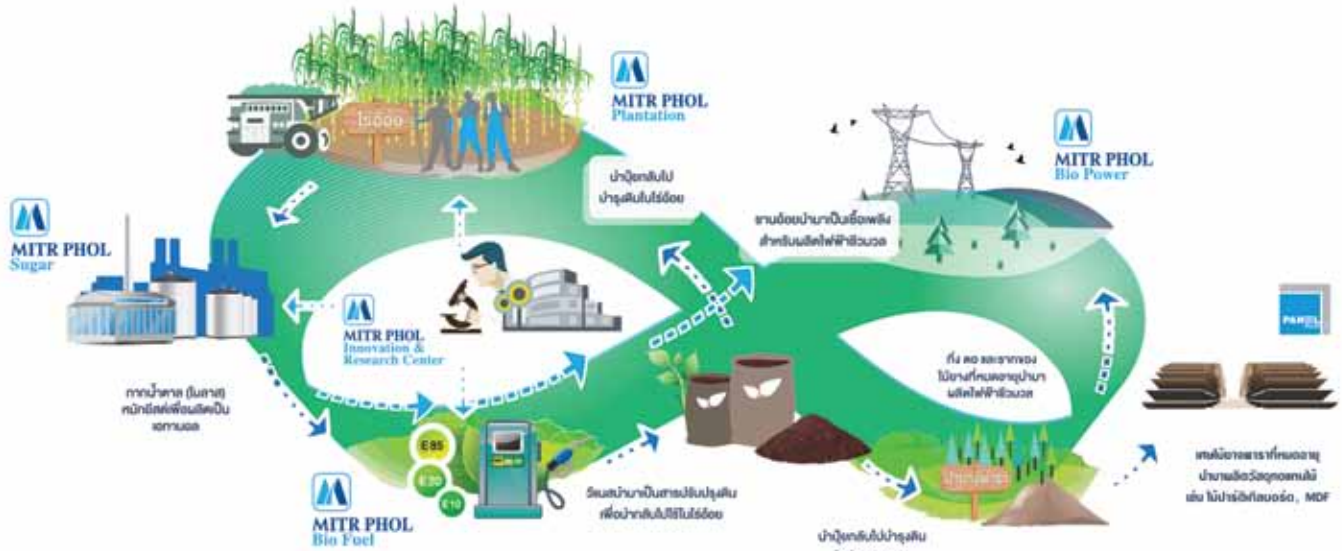 MITR PHOL
Plantation
ไร่อ้อย
MITR PHOL
Bio Power
นำปุ๋ยกลับไป
บำรุงดินในไร่อ้อย
ชานอ้อยนำมาเป็นเชื้อเพลิง
สำหรับผลิตไฟฟ้าชีวมวล
MITR PHOL
Sugar
MITR PHOL
Innovation &
Research Center
PANEL
กากน้ำตาล (โมลาส)
หมักยีสต์เพื่อผลิตเป็น
เอทานอล
กิ่ง ตอ และรากของ
ไม้ยางที่หมดอายุนำมา
ผลิตไฟฟ้าชีวมวล
E85
E20
E10
MITR PHOL
Bio Fuel
วีแนสนำมาเป็นสารปรับปรุงดิน
เพื่อนำกลับไปใช้ในไร่อ้อย
ป่ายางพารา
นำปุ๋ยกลับไปบำรุงดิน
เศษไม้ยางพาราที่หมดอายุ
นำมาผลิตวัสดุทดแทนไม้
เช่น ไม้ปาร์ติเกิลบอร์ด, MDF